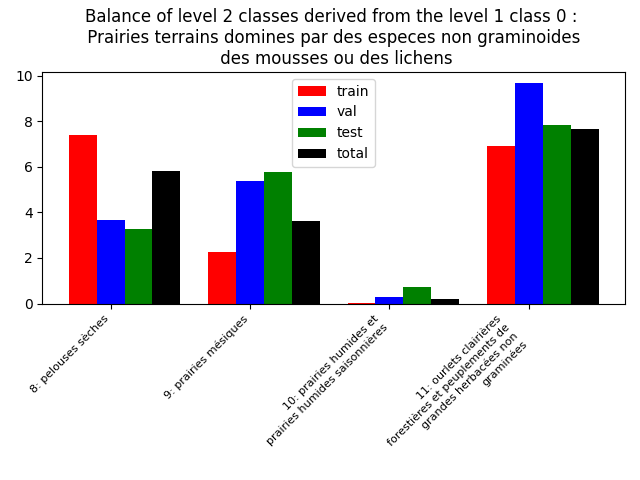 Balance of level 2 classes derived from the level 1 class 0 :
Prairies terrains domines par des especes non graminoides
des mousses ou des lichens
10
8
6
4
2
0
train
val
test
total
8: pelouses sèches
9: prairies mésiques
10: prairies humides et
prairies humides saisonnières
11: ourlets clairières
forestières et peuplements de
grandes herbacées non
graminées